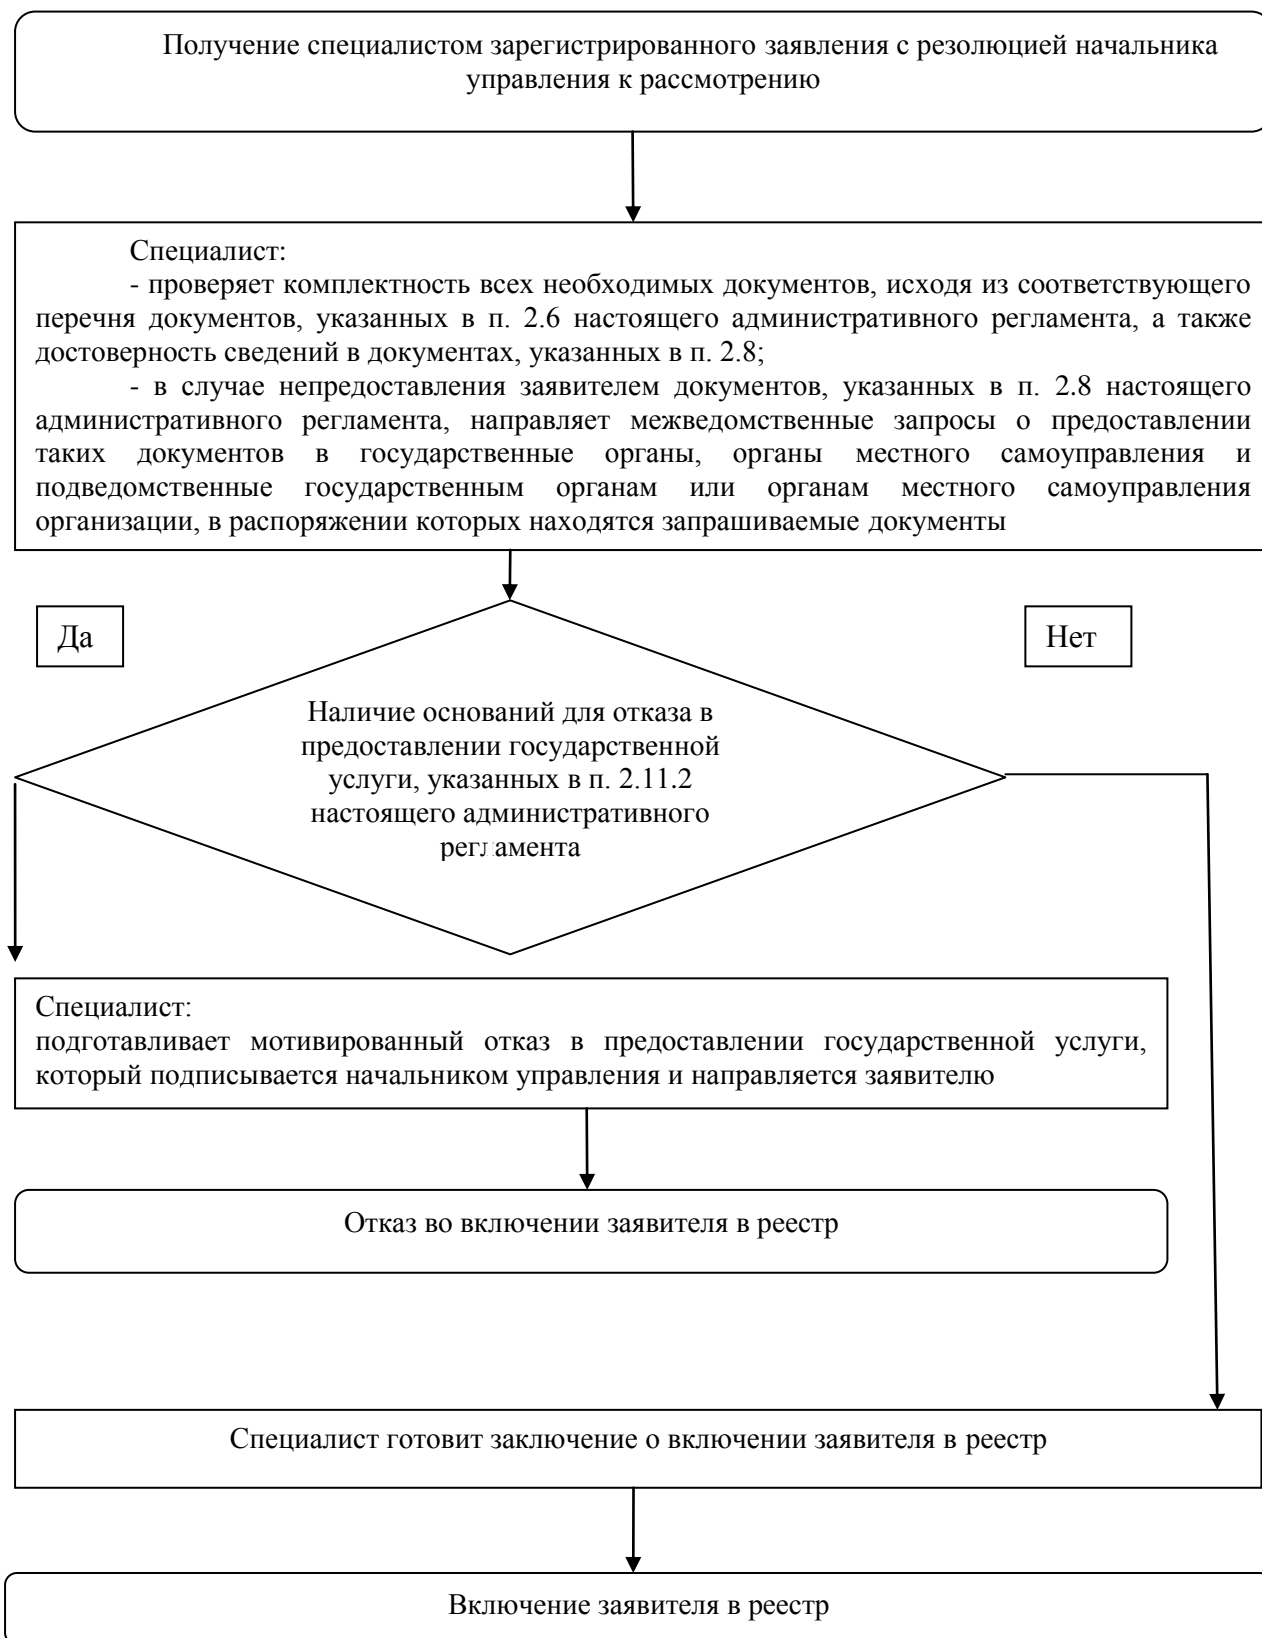 Получение специалистом зарегистрированного заявления с резолюцией начальника
управления к рассмотрению
Специалист:
- проверяет комплектность всех необходимых документов, исходя из соответствующего
перечня документов, указанных в п. 2.6 настоящего административного регламента, а также
достоверность сведений в документах, указанных в п. 2.8;
- в случае непредоставления заявителем документов, указанных в п. 2.8 настоящего
административного регламента, направляет межведомственные запросы о предоставлении
таких документов в государственные органы, органы местного самоуправления и
подведомственные государственным органам или органам местного самоуправления
организации, в распоряжении которых находятся запрашиваемые документы
Да
Нет
Наличие оснований для отказа в
предоставлении государственной
услуги, указанных в п. 2.11.2
настоящего административного
регламента
Специалист:
подготавливает мотивированный отказ в предоставлении государственной услуги,
который подписывается начальником управления и направляется заявителю
Отказ во включении заявителя в реестр
Специалист готовит заключение о включении заявителя в реестр
Включение заявителя в реестр